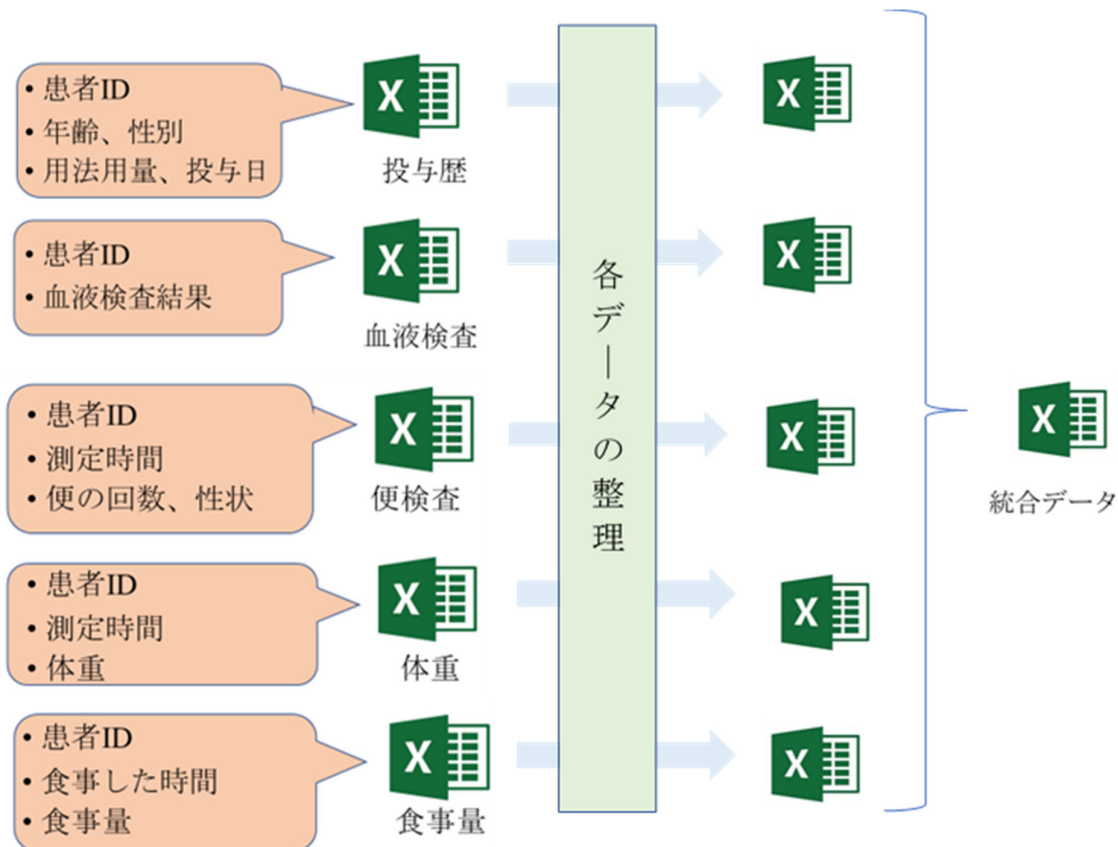 • 患者ID
• 年齢、性別
• 用法用量、投与日
投与歴
• 患者ID
• 血液検査結果
血液検査
• 患者ID
• 測定時間
• 便の回数、性状
便検査
• 患者ID
• 測定時間
• 体重
体重
• 患者ID
• 食事した時間
• 食事量
食事量
各データの整理
統合データ
X
X
X
X
X
X
X
X
X
X
X